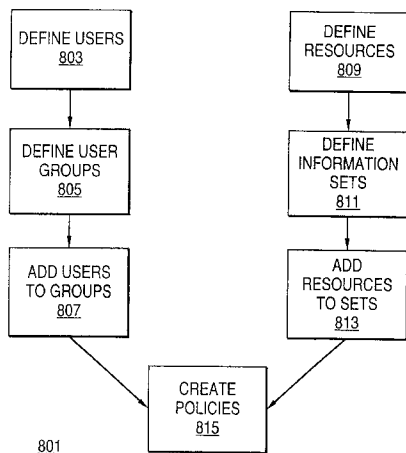 DEFINE USERS
803
DEFINE USER
GROUPS
805
ADD USERS
TO GROUPS
807
DEFINE
RESOURCES
809
DEFINE
INFORMATION
SETS
811
ADD
RESOURCES
TO SETS
813
CREATE
POLICIES
815
801